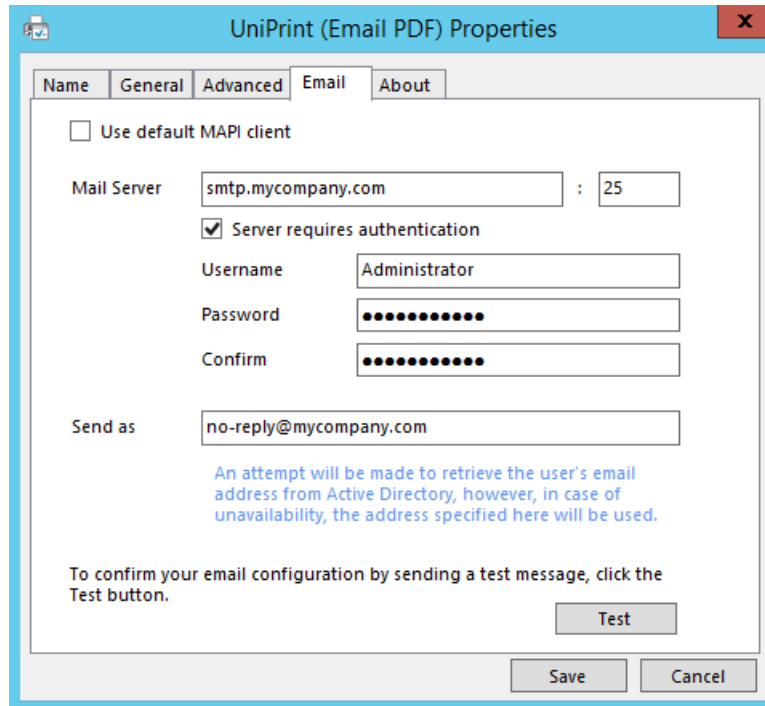 UniPrint (Email PDF) Properties
x
Name General Advanced Email About
Use default MAPI client
Mail Server smtp.mycompany.com : 25
Server requires authentication
Username Administrator
Password ●●●●●●●●●●●
Confirm ●●●●●●●●●●●
Send as no-reply@mycompany.com
An attempt will be made to retrieve the user's email
address from Active Directory, however, in case of
unavailability, the address specified here will be used.
To confirm your email configuration by sending a test message, click the
Test button.
Test
Save Cancel